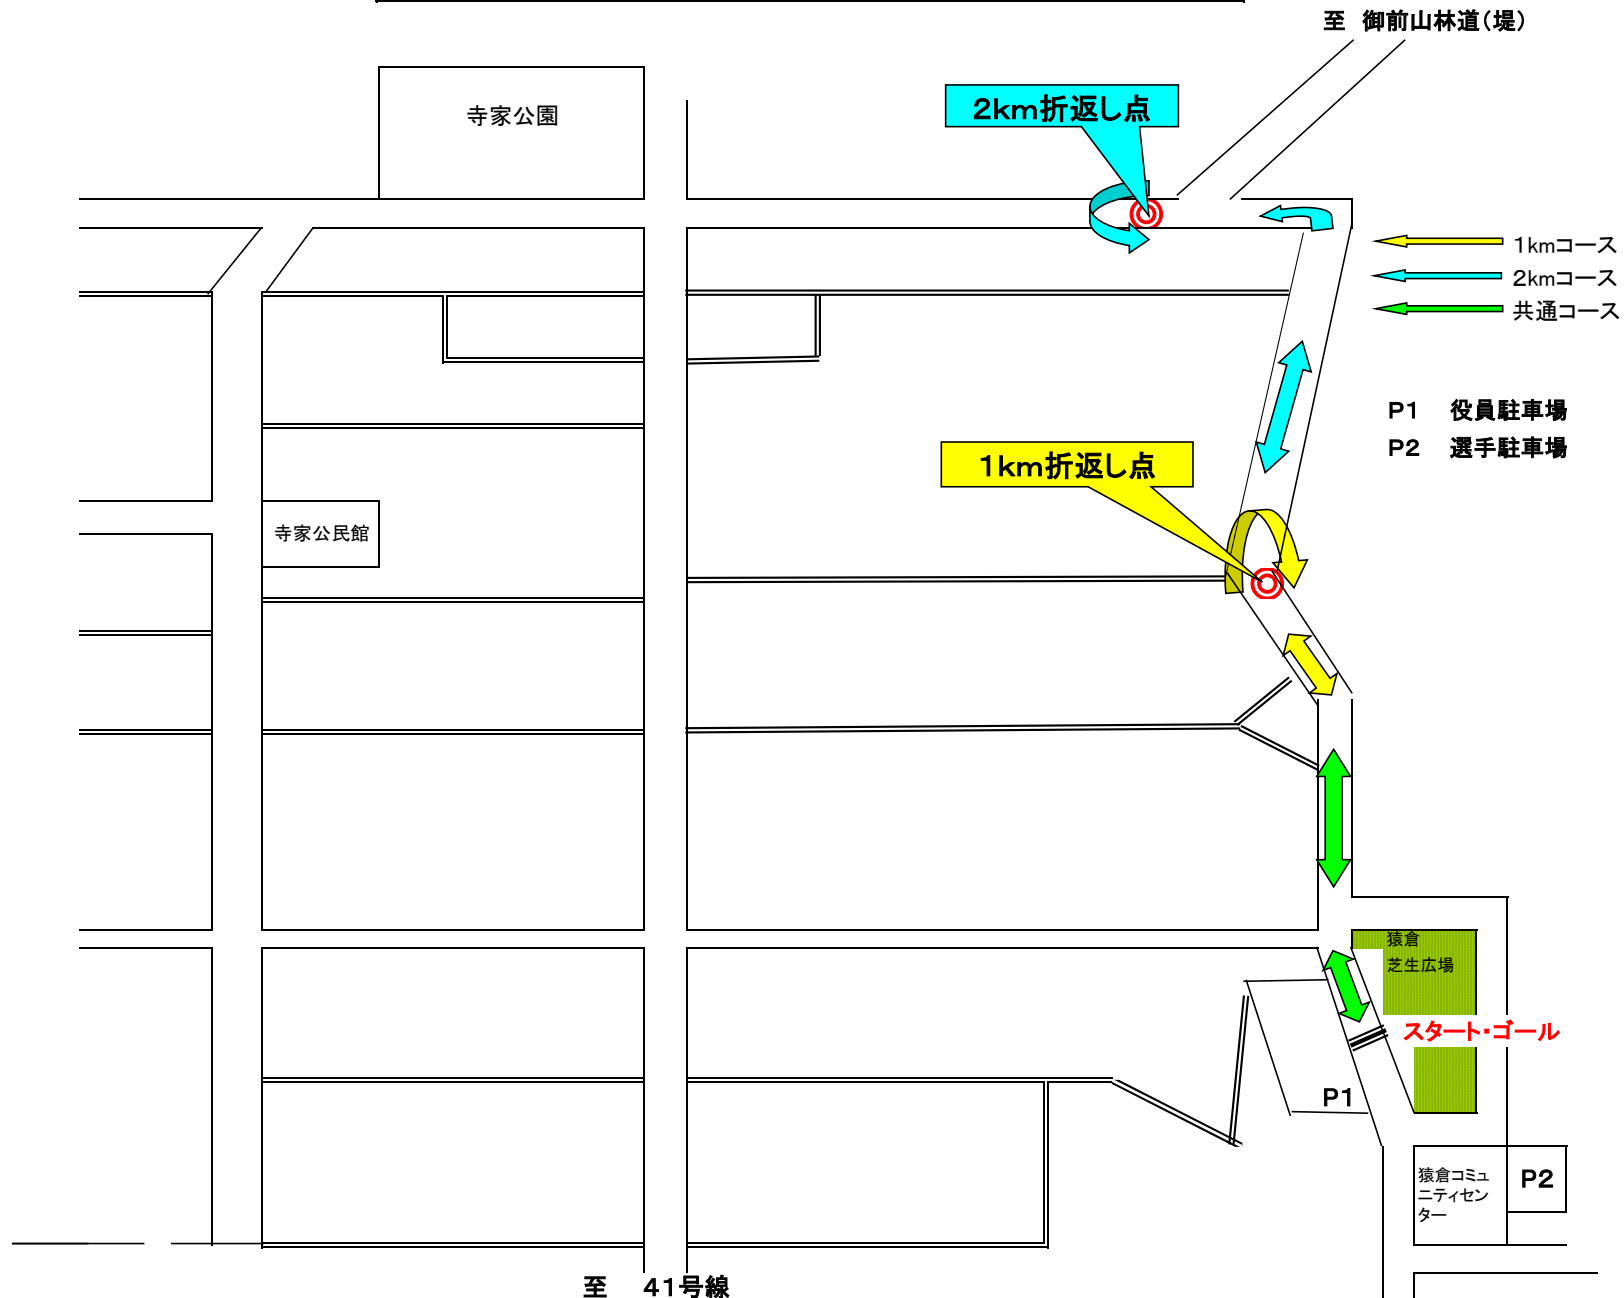 至　御前山林道（堤）
寺家公園
2km折返し点
1kmコース
2kmコース
共通コース
P1　役員駐車場
P2　選手駐車場
1km折返し点
寺家公民館
猿倉
芝生広場
スタート・ゴール
P1
猿倉コミュ
ニティセン
ター
P2
至　41号線